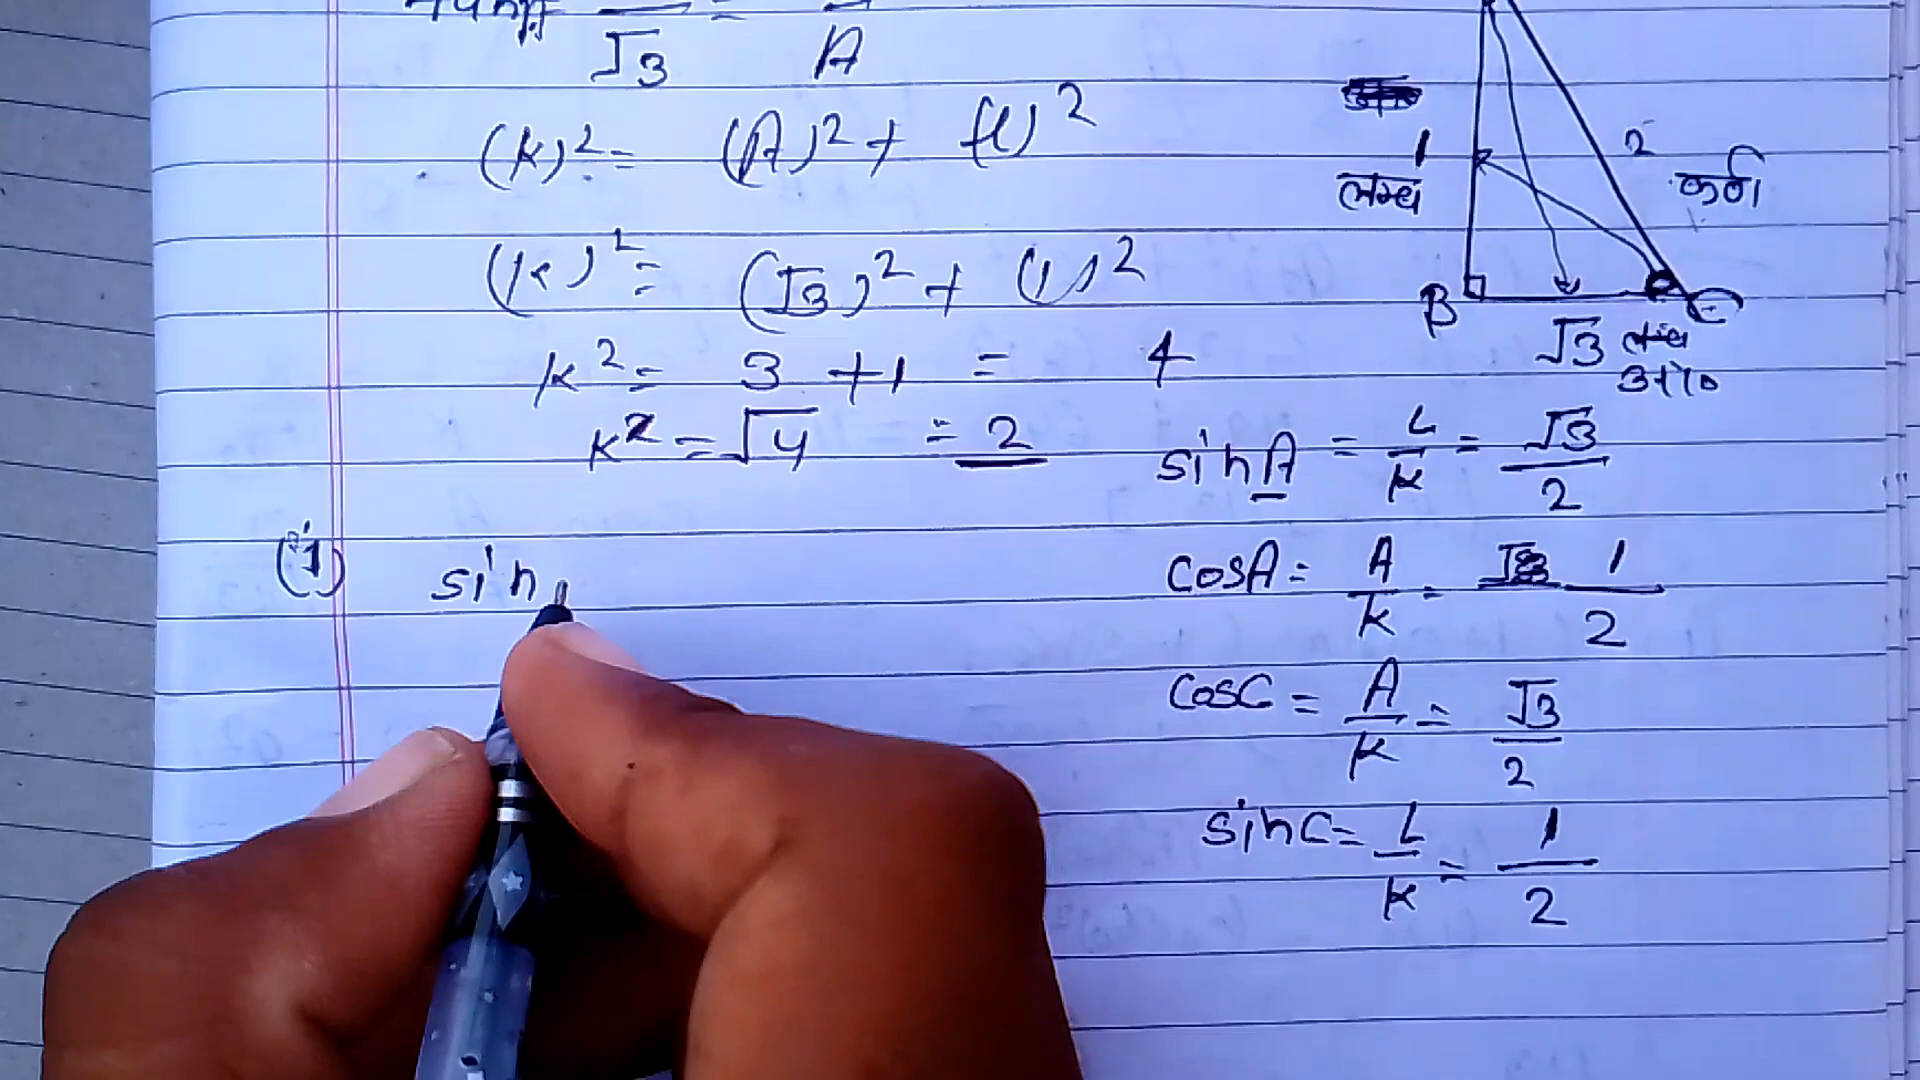 √3 = A
(k)² = (A)² + (l)²
(k)² = (√3)² + (1)²
k² = 3 + 1 = 4
k² = √4 = 2
1
लम्ब
2
कर्ण
B
C
√3
sinA = L/k = √3/2
cosA = A/k = 1/2
cosC = A/k = √3/2
sinC = L/k = 1/2
(i) sin